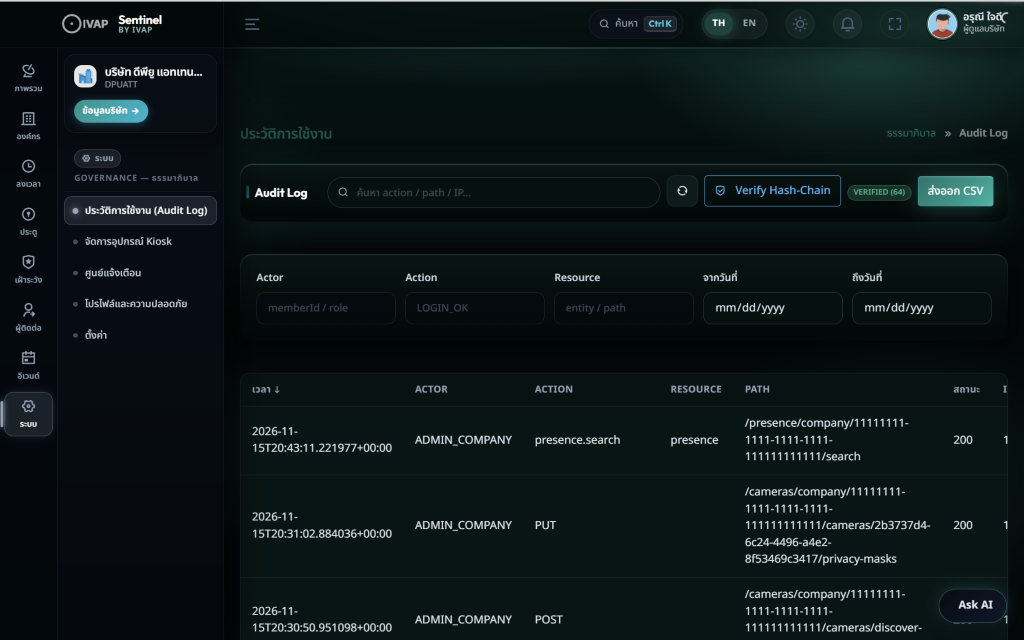 IVAP
Sentinel
BY IVAP
ค้นหา Ctrl K
TH EN
อรุณี ใจดี
ผู้ดูแลบริษัท
ภาพรวม
องค์กร
ลงเวลา
ประตู
เฝ้าระวัง
ผู้ติดต่อ
อีเวนต์
ระบบ
บริษัท ดีพียู แอทเทน...
DPUATT
ข้อมูลบริษัท →
ระบบ
GOVERNANCE — ธรรมาภิบาล
ประวัติการใช้งาน (Audit Log)
จัดการอุปกรณ์ Kiosk
ศูนย์แจ้งเตือน
โปรไฟล์และความปลอดภัย
ตั้งค่า
ประวัติการใช้งาน
ธรรมาภิบาล » Audit Log
Audit Log
ค้นหา action / path / IP...
Verify Hash-Chain
VERIFIED (64)
ส่งออก CSV
Actor Action Resource จากวันที่ ถึงวันที่
memberId / role LOGIN_OK entity / path mm/dd/yyyy mm/dd/yyyy
เวลา ↓ ACTOR ACTION RESOURCE PATH สถานะ
2026-11-
15T20:43:11.221977+00:00
ADMIN_COMPANY
presence.search
presence
/presence/company/11111111-
1111-1111-1111-
111111111111/search
200
2026-11-
15T20:31:02.884036+00:00
ADMIN_COMPANY
PUT
/cameras/company/11111111-
1111-1111-1111-
111111111111/cameras/2b3737d4-
6c24-4496-a4e2-
8f53469c3417/privacy-masks
200
2026-11-
15T20:30:50.951098+00:00
ADMIN_COMPANY
POST
/cameras/company/11111111-
1111-1111-1111-
111111111111/cameras/discover-
Ask AI